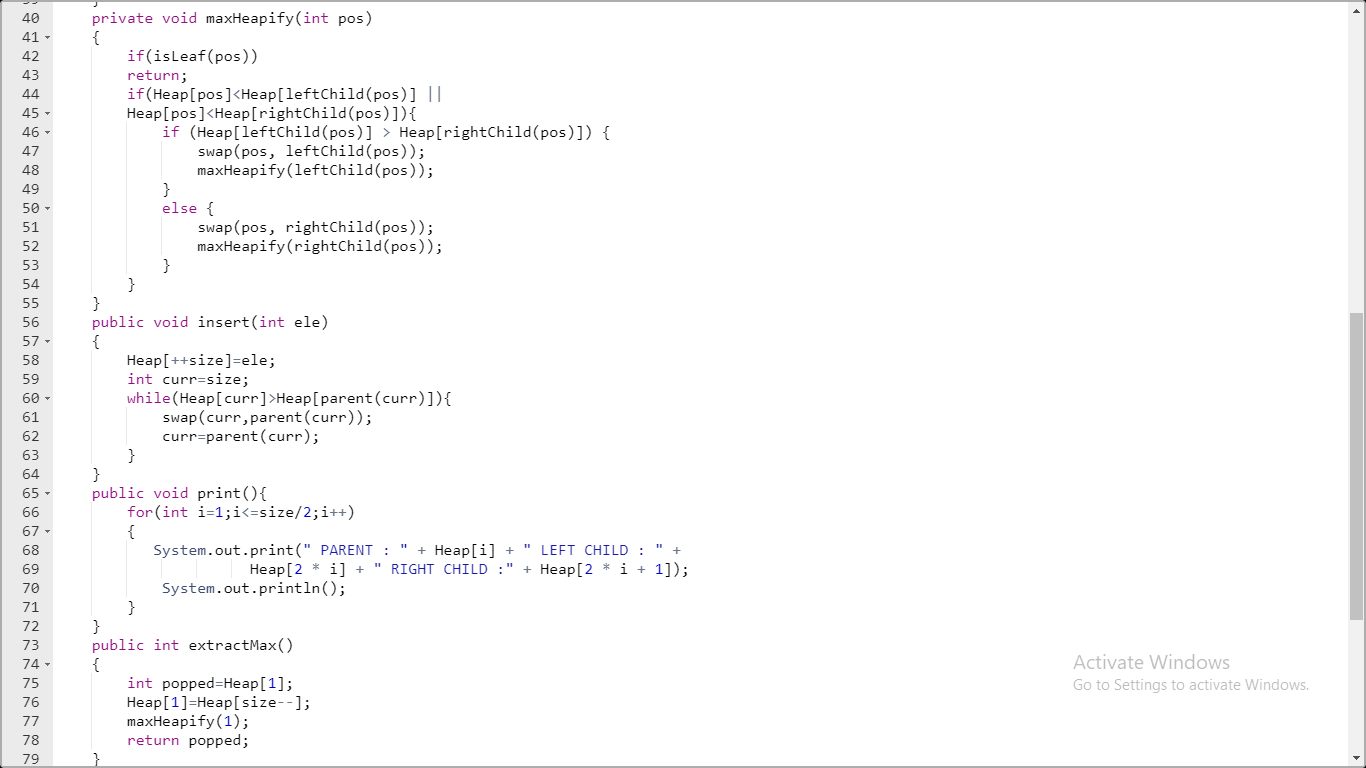 40 private void maxHeapify(int pos)
41 {
42 if(isLeaf(pos))
43 return;
44 if(Heap[pos]<Heap[leftChild(pos)] ||
45 Heap[pos]<Heap[rightChild(pos)]){
46 if (Heap[leftChild(pos)] > Heap[rightChild(pos)]) {
47 swap(pos, leftChild(pos));
48 maxHeapify(leftChild(pos));
49 }
50 else {
51 swap(pos, rightChild(pos));
52 maxHeapify(rightChild(pos));
53 }
54 }
55 }
56 public void insert(int ele)
57 {
58 Heap[++size]=ele;
59 int curr=size;
60 while(Heap[curr]>Heap[parent(curr)]){
61 swap(curr,parent(curr));
62 curr=parent(curr);
63 }
64 }
65 public void print(){
66 for(int i=1;i<=size/2;i++)
67 {
68 System.out.print(" PARENT : " + Heap[i] + " LEFT CHILD : " +
69 Heap[2 * i] + " RIGHT CHILD :" + Heap[2 * i + 1]);
70 System.out.println();
71 }
72 }
73 public int extractMax()
74 {
75 int popped=Heap[1];
76 Heap[1]=Heap[size--];
77 maxHeapify(1);
78 return popped;
79 }
Activate Windows
Go to Settings to activate Windows.